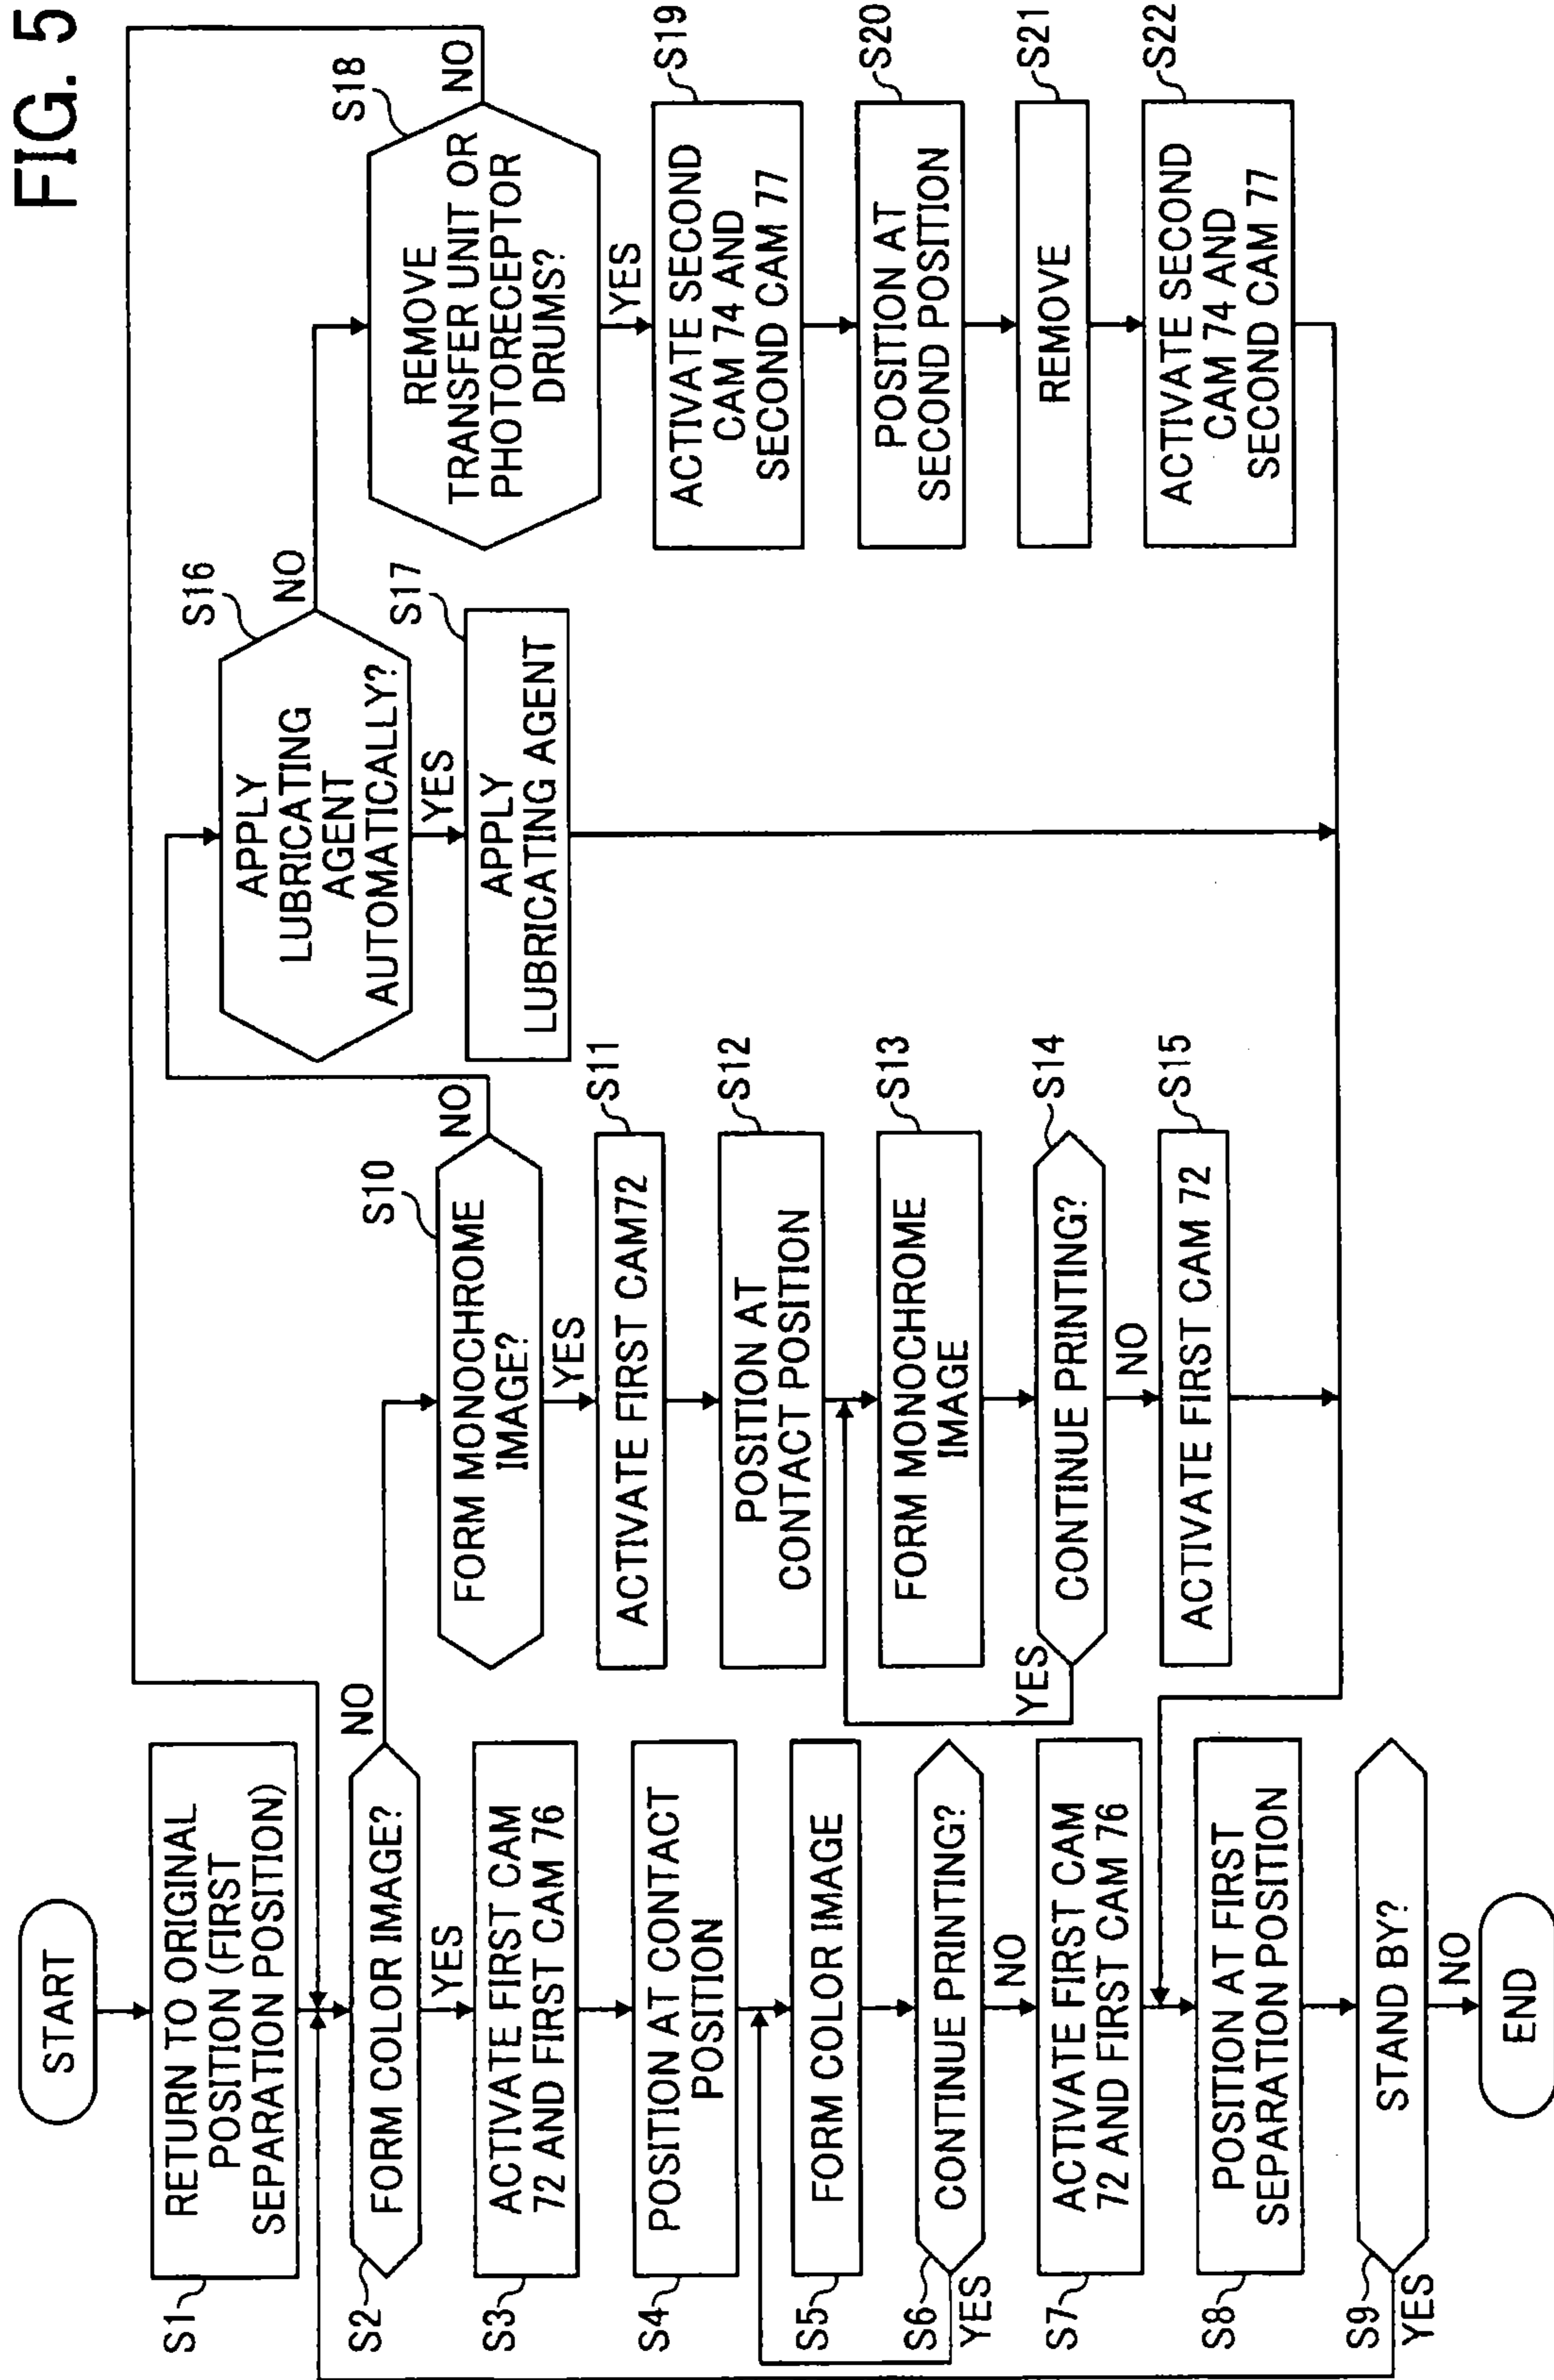 FIG. 5
START
RETURN TO ORIGINAL
POSITION (FIRST
SEPARATION POSITION)
S1
FORM COLOR IMAGE?
S2
NO
YES
ACTIVATE FIRST CAM
72 AND FIRST CAM 76
S3
POSITION AT CONTACT
POSITION
S4
FORM COLOR IMAGE
S5
CONTINUE PRINTING?
S6
YES
NO
ACTIVATE FIRST CAM
72 AND FIRST CAM 76
S7
POSITION AT FIRST
SEPARATION POSITION
S8
STAND BY?
S9
YES
NO
END
S10
FORM MONOCHROME
IMAGE?
NO
YES
S11
ACTIVATE FIRST CAM72
S12
POSITION AT
CONTACT POSITION
S13
FORM MONOCHROME
IMAGE
S14
CONTINUE PRINTING?
YES
NO
S15
ACTIVATE FIRST CAM 72
S16
APPLY
LUBRICATING
AGENT
AUTOMATICALLY?
NO
YES
S17
APPLY
LUBRICATING AGENT
S18
REMOVE
TRANSFER UNIT OR
PHOTORECEPTOR
DRUMS?
NO
YES
S19
ACTIVATE SECOND
CAM 74 AND
SECOND CAM 77
S20
POSITION AT
SECOND POSITION
S21
REMOVE
S22
ACTIVATE SECOND
CAM 74 AND
SECOND CAM 77